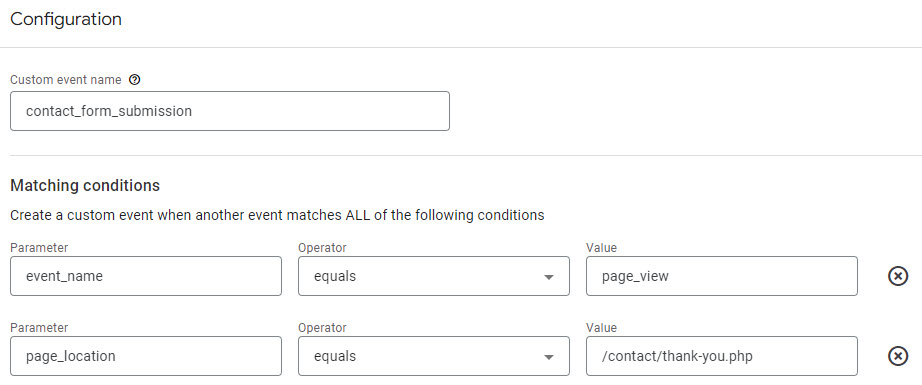 Configuration
Custom event name
contact_form_submission
Matching conditions
Create a custom event when another event matches ALL of the following conditions
Parameter Operator Value
event_name equals page_view
Parameter Operator Value
page_location equals /contact/thank-you.php